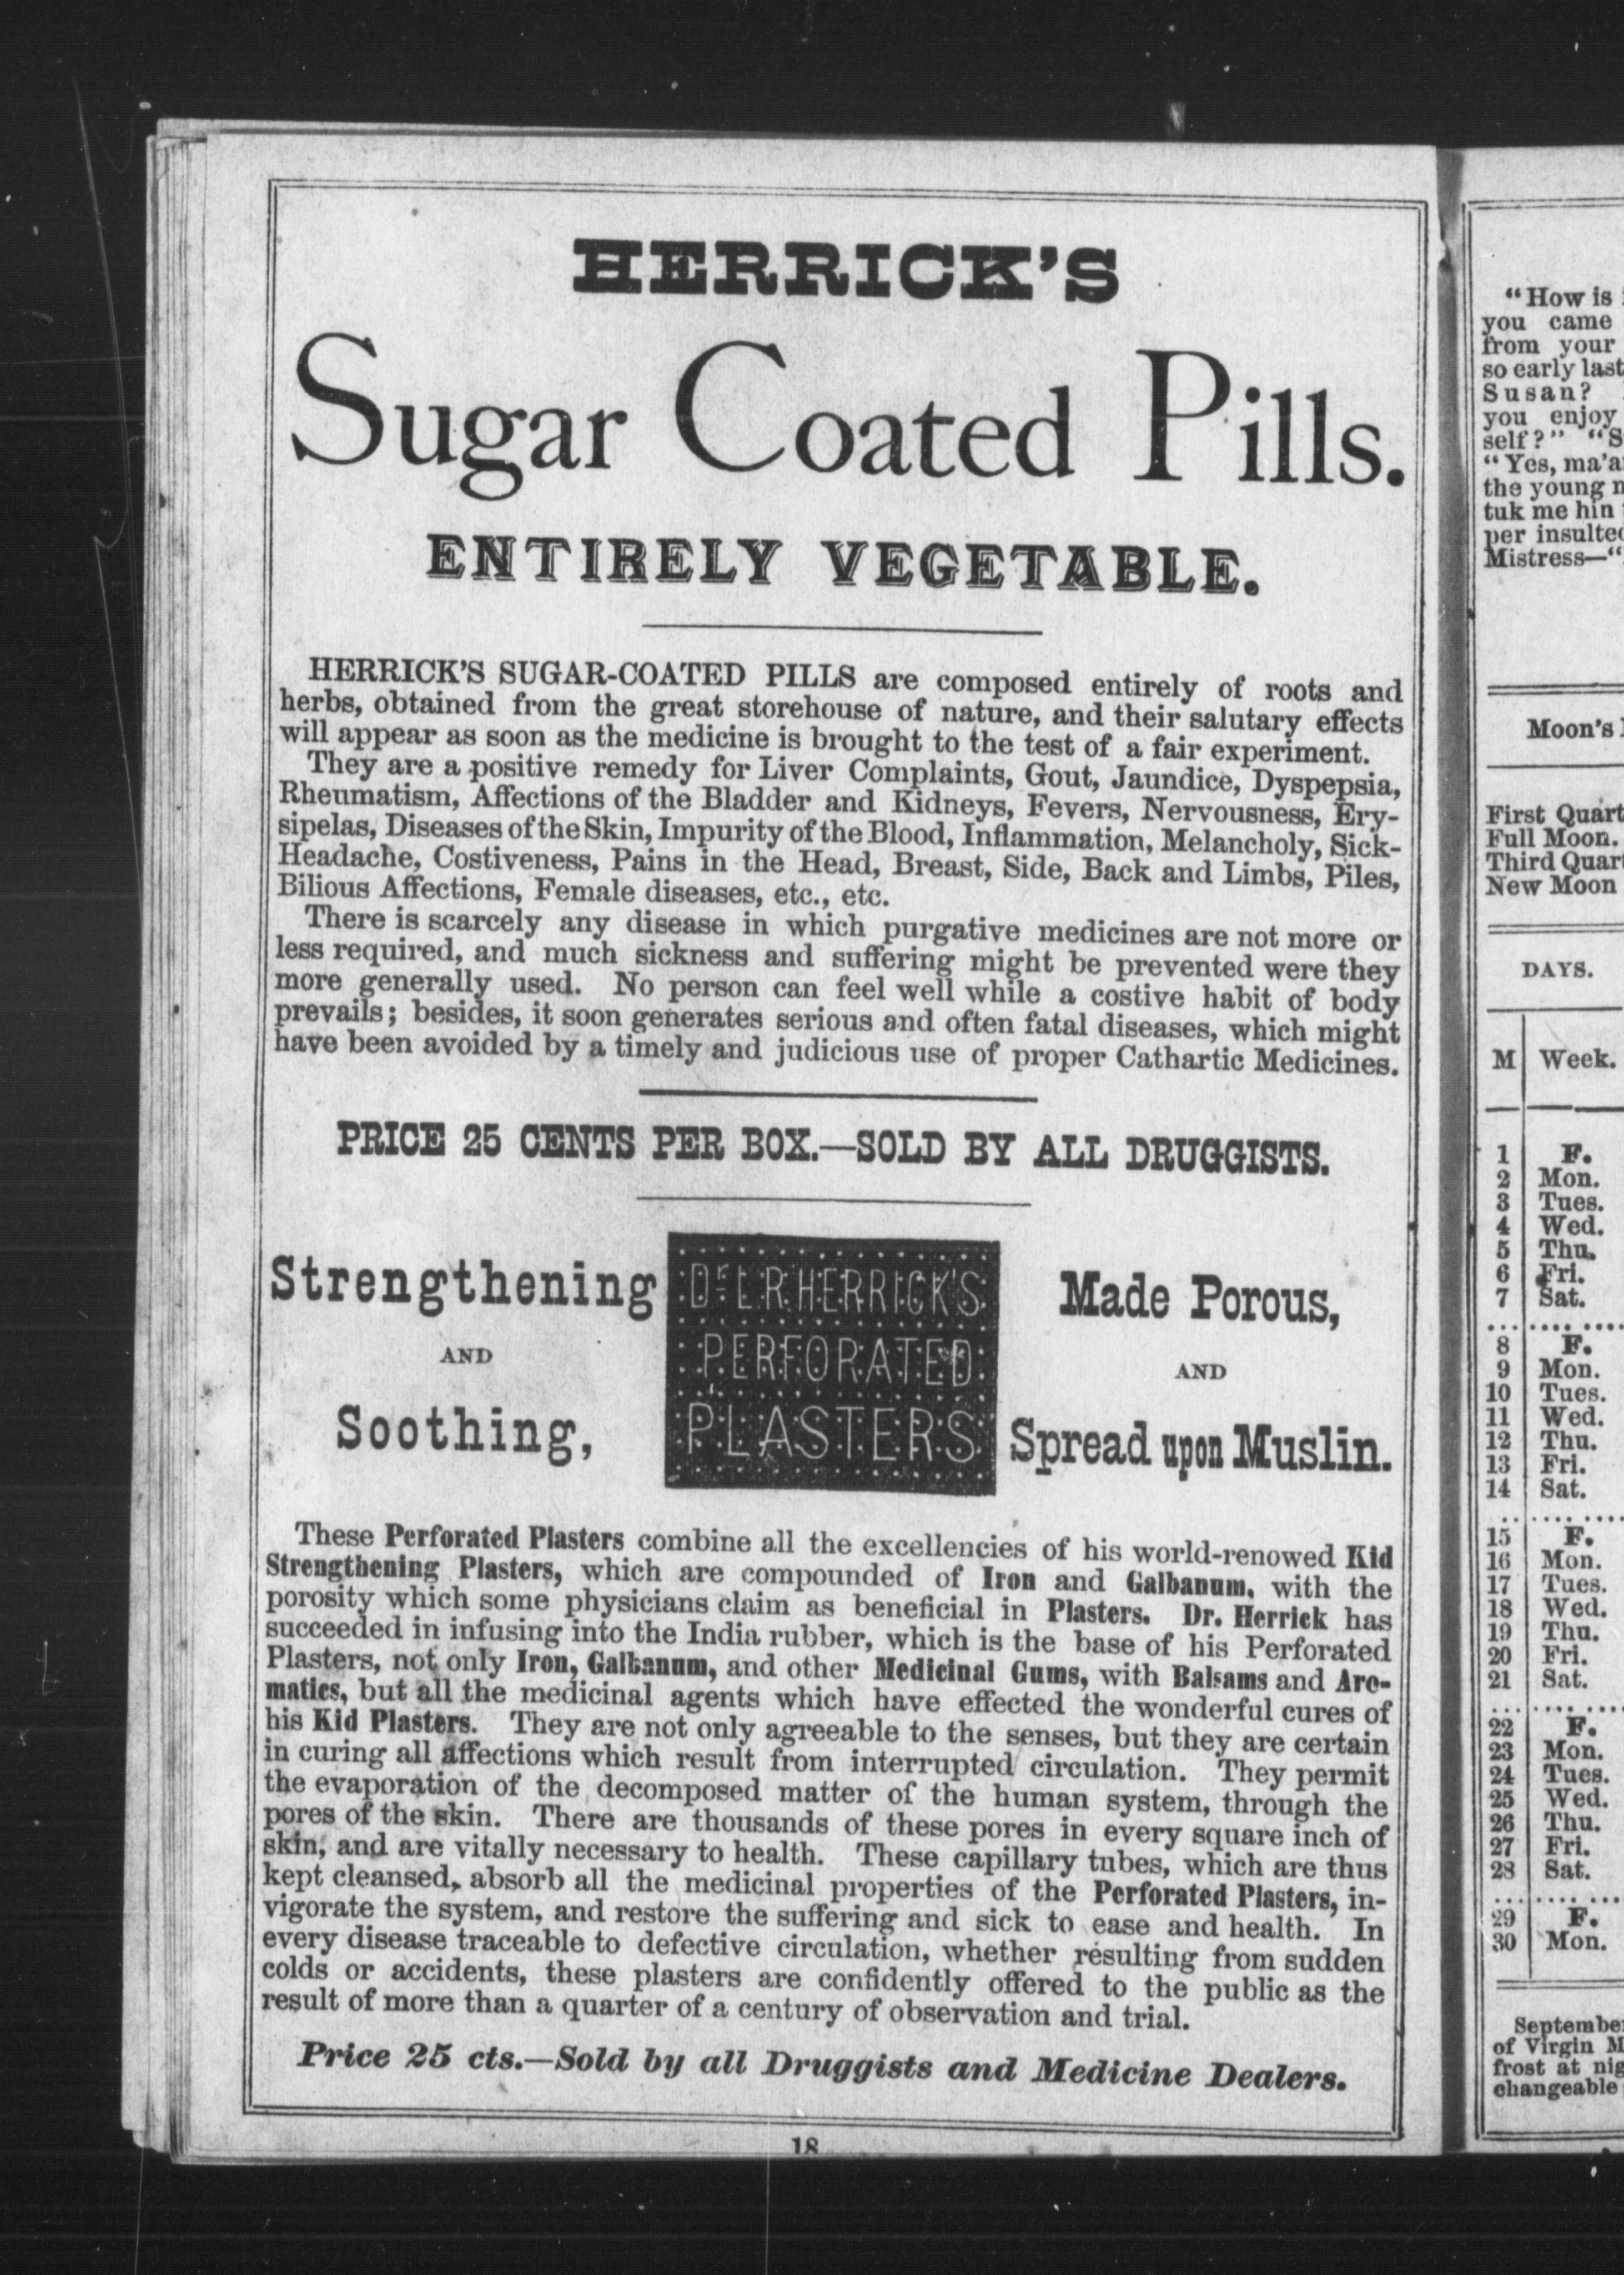 HERRICK'S
Sugar Coated Pills.
ENTIRELY VEGETABLE.
HERRICK'S SUGAR-COATED PILLS are composed entirely of roots and
herbs, obtained from the great storehouse of nature, and their salutary effects
will appear as soon as the medicine is brought to the test of a fair experiment.
They are a positive remedy for Liver Complaints, Gout, Jaundice, Dyspepsia,
Rheumatism, Affections of the Bladder and Kidneys, Fevers, Nervousness, Ery-
sipelas, Diseases of the Skin, Impurity of the Blood, Inflammation, Melancholy, Sick-
Headache, Costiveness, Pains in the Head, Breast, Side, Back and Limbs, Piles,
Bilious Affections, Female diseases, etc., etc.
There is scarcely any disease in which purgative medicines are not more or
less required, and much sickness and suffering might be prevented were they
more generally used. No person can feel well while a costive habit of body
prevails; besides, it soon generates serious and often fatal diseases, which might
have been avoided by a timely and judicious use of proper Cathartic Medicines.
PRICE 25 CENTS PER BOX.—SOLD BY ALL DRUGGISTS.
Strengthening
AND
Soothing,
Dr. L.R. HERRICK'S
PERFORATED
PLASTERS
Made Porous,
AND
Spread upon Muslin.
These Perforated Plasters combine all the excellencies of his world-renowed Kid
Strengthening Plasters, which are compounded of Iron and Galbanum, with the
porosity which some physicians claim as beneficial in Plasters. Dr. Herrick has
succeeded in infusing into the India rubber, which is the base of his Perforated
Plasters, not only Iron, Galbanum, and other Medicinal Gums, with Balsams and Aro-
matics, but all the medicinal agents which have effected the wonderful cures of
his Kid Plasters. They are not only agreeable to the senses, but they are certain
in curing all affections which result from interrupted circulation. They permit
the evaporation of the decomposed matter of the human system, through the
pores of the skin. There are thousands of these pores in every square inch of
skin, and are vitally necessary to health. These capillary tubes, which are thus
kept cleansed, absorb all the medicinal properties of the Perforated Plasters, in-
vigorate the system, and restore the suffering and sick to ease and health. In
every disease traceable to defective circulation, whether resulting from sudden
colds or accidents, these plasters are confidently offered to the public as the
result of more than a quarter of a century of observation and trial.
Price 25 cts.—Sold by all Druggists and Medicine Dealers.
18
"How is
you came
from your
so early last
Susan?
you enjoy
self?" "S
"Yes, ma'a
the young
tuk me hin
per insulted
Mistress—"
Moon's
First Quart
Full Moon.
Third Quart
New Moon
DAYS.
M Week.
1 F.
2 Mon.
3 Tues.
4 Wed.
5 Thu.
6 Fri.
7 Sat.
8 F.
9 Mon.
10 Tues.
11 Wed.
12 Thu.
13 Fri.
14 Sat.
15 F.
16 Mon.
17 Tues.
18 Wed.
19 Thu.
20 Fri.
21 Sat.
22 F.
23 Mon.
24 Tues.
25 Wed.
26 Thu.
27 Fri.
28 Sat.
29 F.
30 Mon.
September
of Virgin M
frost at nig
changeable